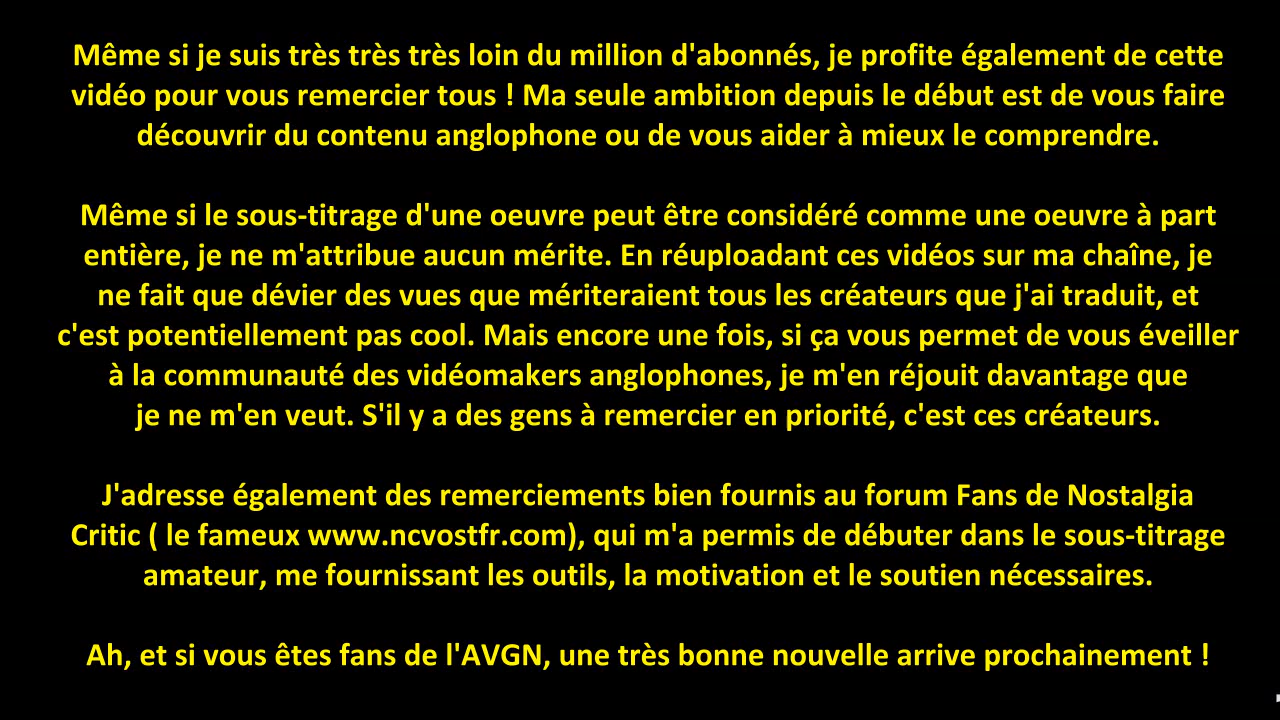 Même si je suis très très très loin du million d'abonnés, je profite également de cette
vidéo pour vous remercier tous ! Ma seule ambition depuis le début est de vous faire
découvrir du contenu anglophone ou de vous aider à mieux le comprendre.
Même si le sous-titrage d'une oeuvre peut être considéré comme une oeuvre à part
entière, je ne m'attribue aucun mérite. En réuploadant ces vidéos sur ma chaîne, je
ne fait que dévier des vues que mériteraient tous les créateurs que j'ai traduit, et
c'est potentiellement pas cool. Mais encore une fois, si ça vous permet de vous éveiller
à la communauté des vidéomakers anglophones, je m'en réjouit davantage que
je ne m'en veut. S'il y a des gens à remercier en priorité, c'est ces créateurs.
J'adresse également des remerciements bien fournis au forum Fans de Nostalgia
Critic ( le fameux www.ncvostfr.com), qui m'a permis de débuter dans le sous-titrage
amateur, me fournissant les outils, la motivation et le soutien nécessaires.
Ah, et si vous êtes fans de l'AVGN, une très bonne nouvelle arrive prochainement !